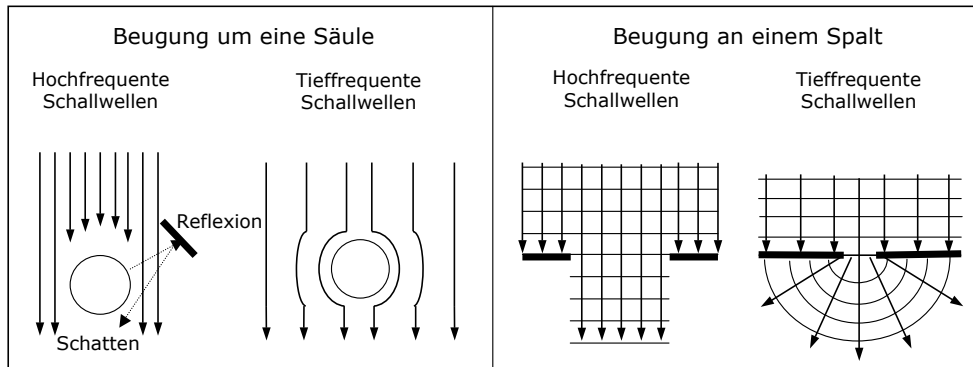 Beugung um eine Säule
Hochfrequente
Schallwellen
Tieffrequente
Schallwellen
Reflexion
Schatten
Beugung an einem Spalt
Hochfrequente
Schallwellen
Tieffrequente
Schallwellen